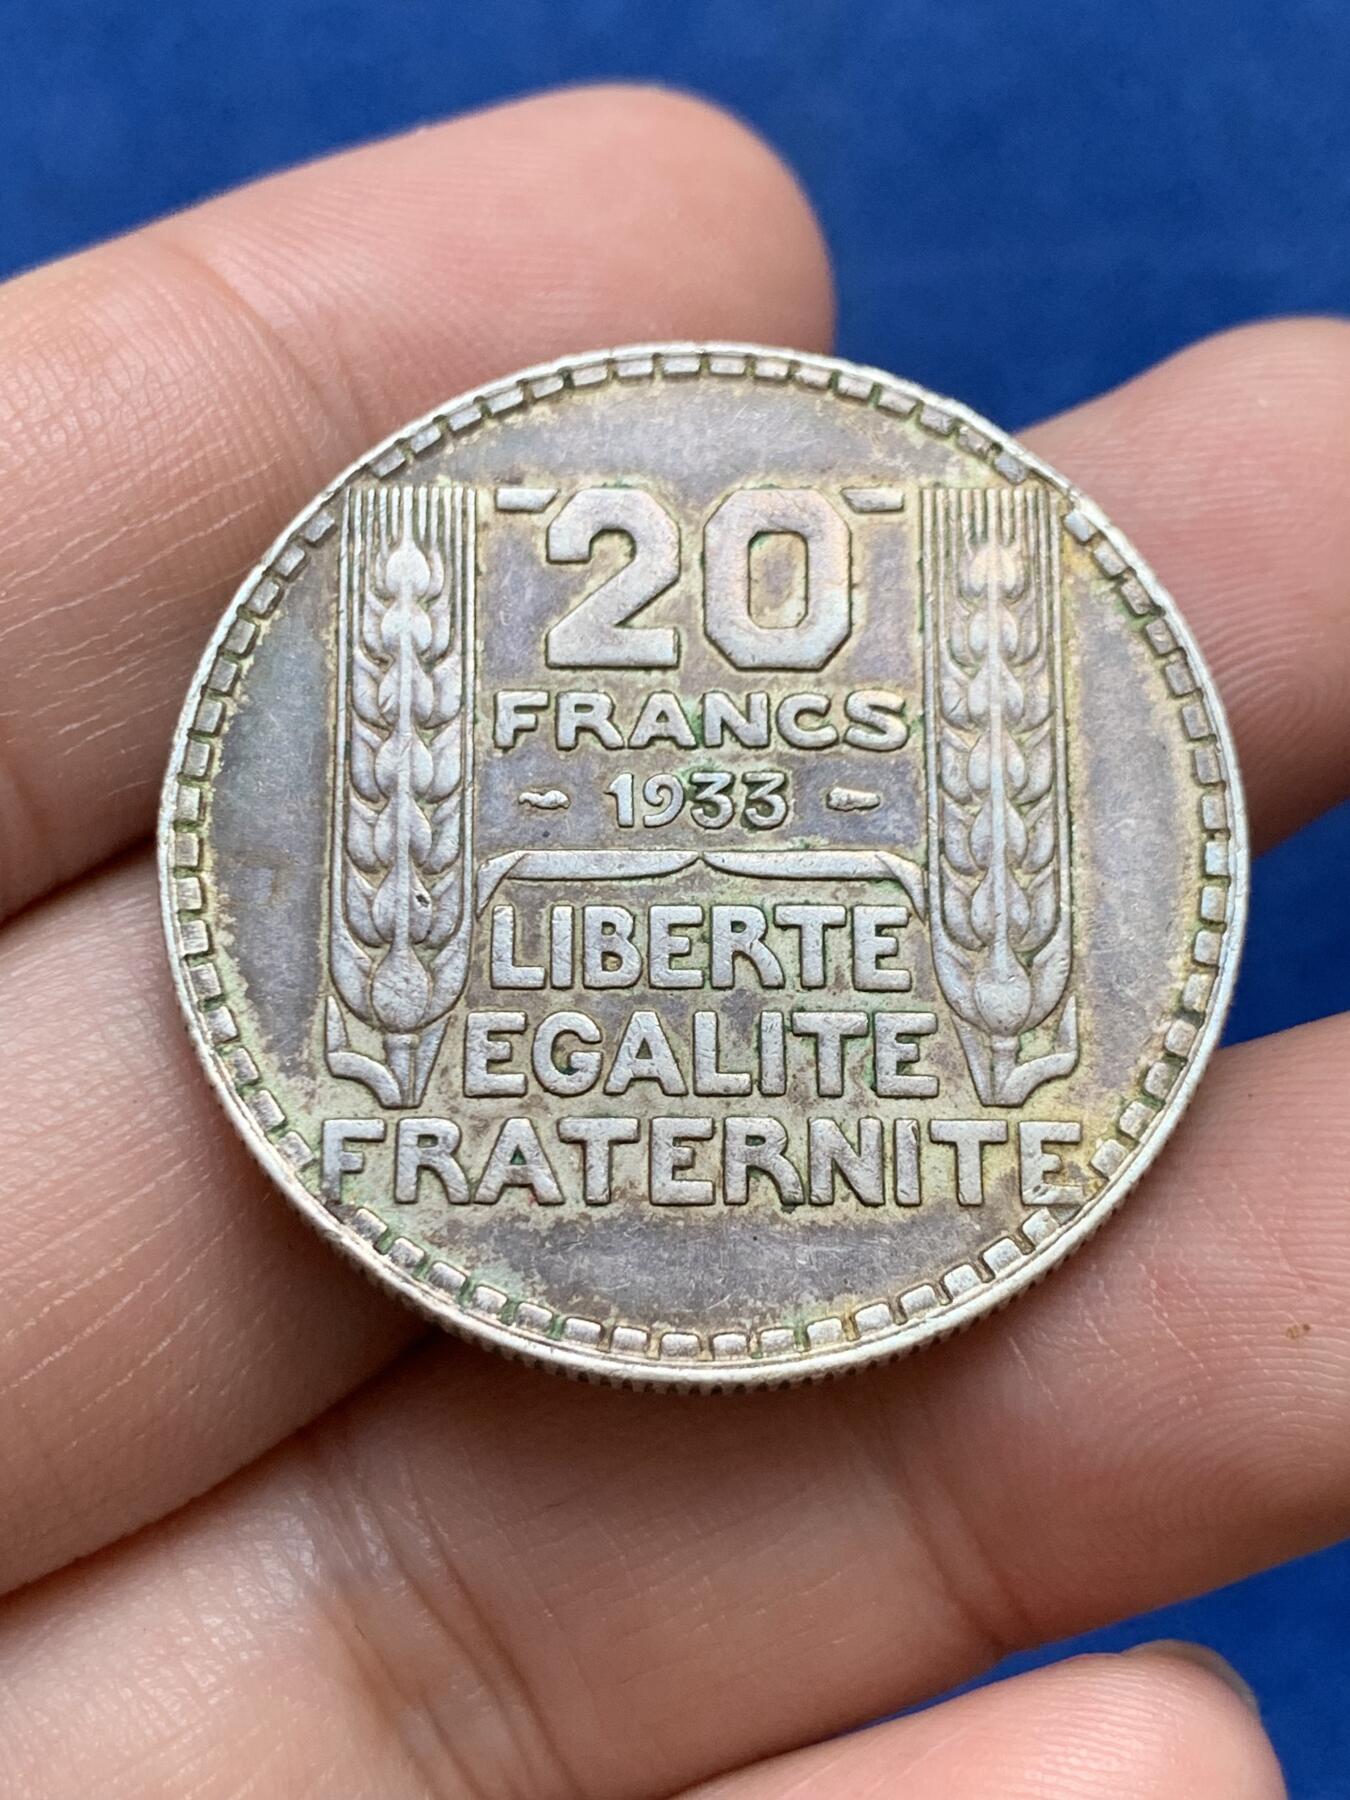 20
FRANCS
- 1933 -
LIBERTE
EGALITE
FRATERNITE